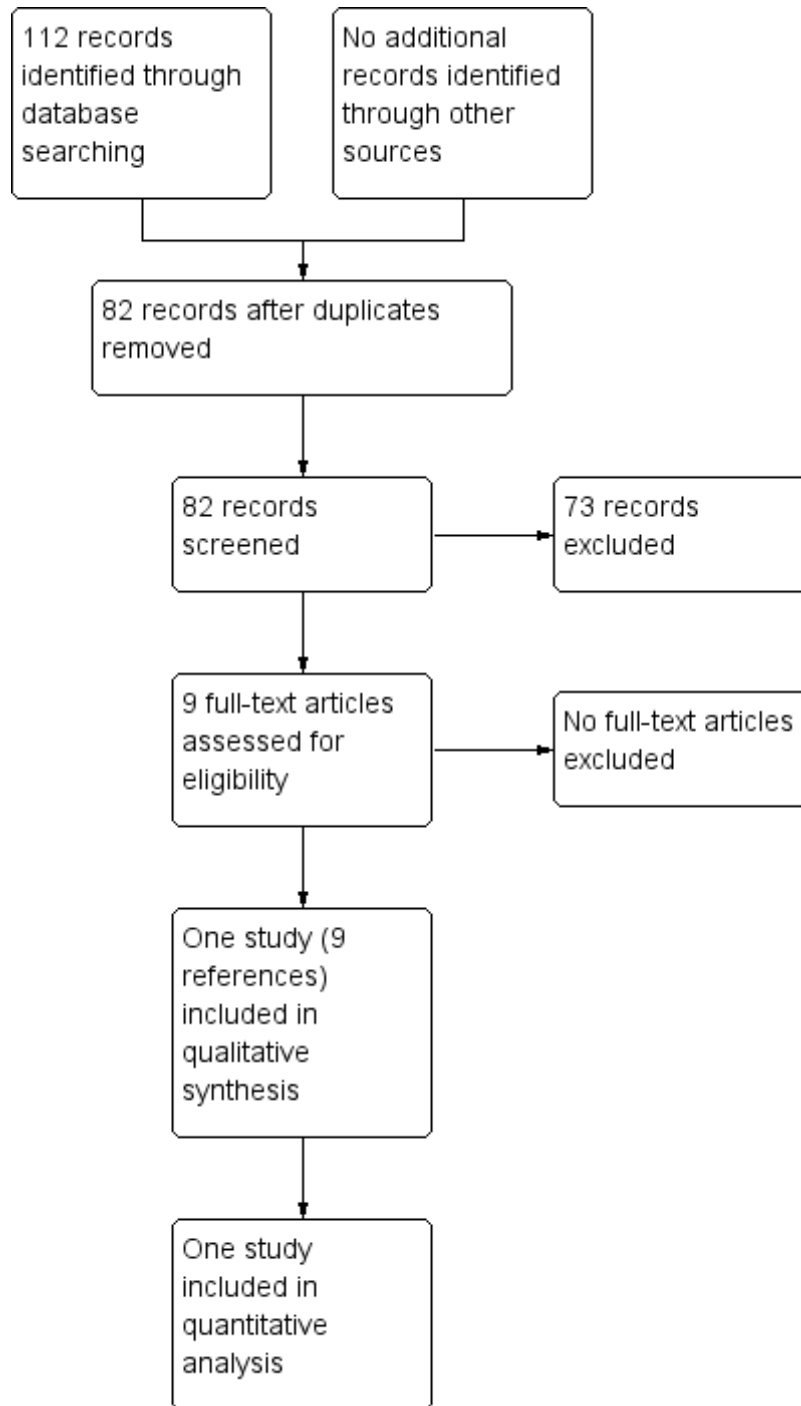 112 records
identified through
database
searching
No additional
records identified
through other
sources
82 records after duplicates
removed
82 records
screened
73 records
excluded
9 full-text articles
assessed for
eligibility
No full-text articles
excluded
One study (9
references)
included in
qualitative
synthesis
One study
included in
quantitative
analysis